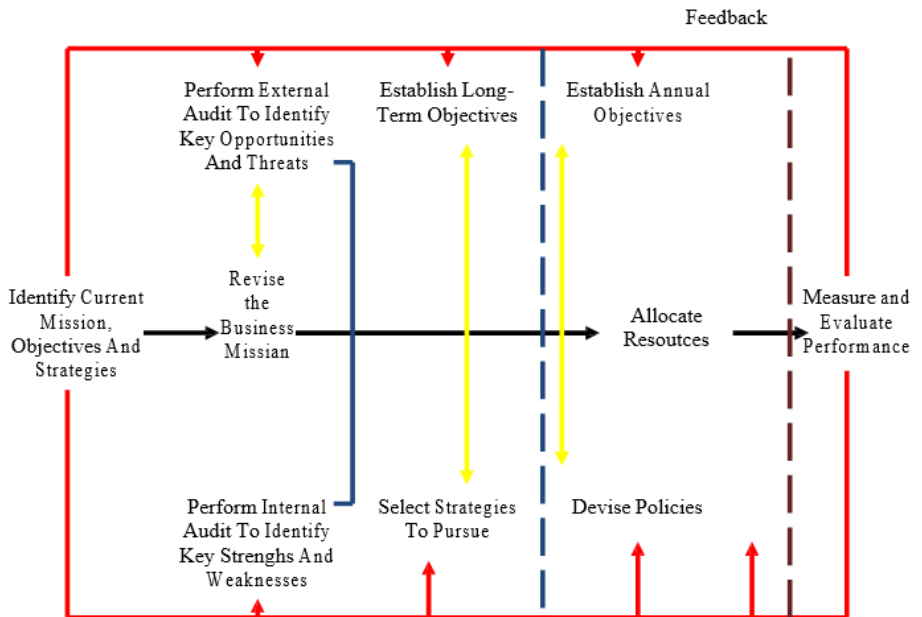 Feedback
Perform External
Audit To Identify
Key Opportunities
And Threats
Establish Long-
Term Objectives
Establish Annual
Objectives
Identify Current
Mission,
Objectives And
Strategies
Revise
the
Business
Missian
Allocate
Resoutces
Measure and
Evaluate
Performance
Perform Internal
Audit To Identify
Key Strenghs And
Weaknesses
Select Strategies
To Pursue
Devise Policies